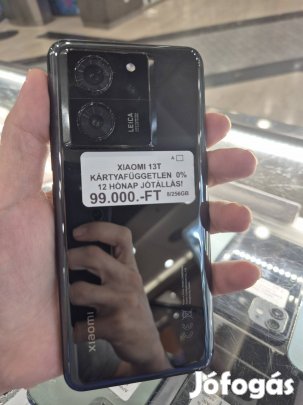 LEICA
XIAOMI 13T
KÁRTYAFÜGGETLEN 0%
12 HÓNAP JÓTÁLLÁS!
99.000.-FT 8/256GB
xiaomi
Jófogás